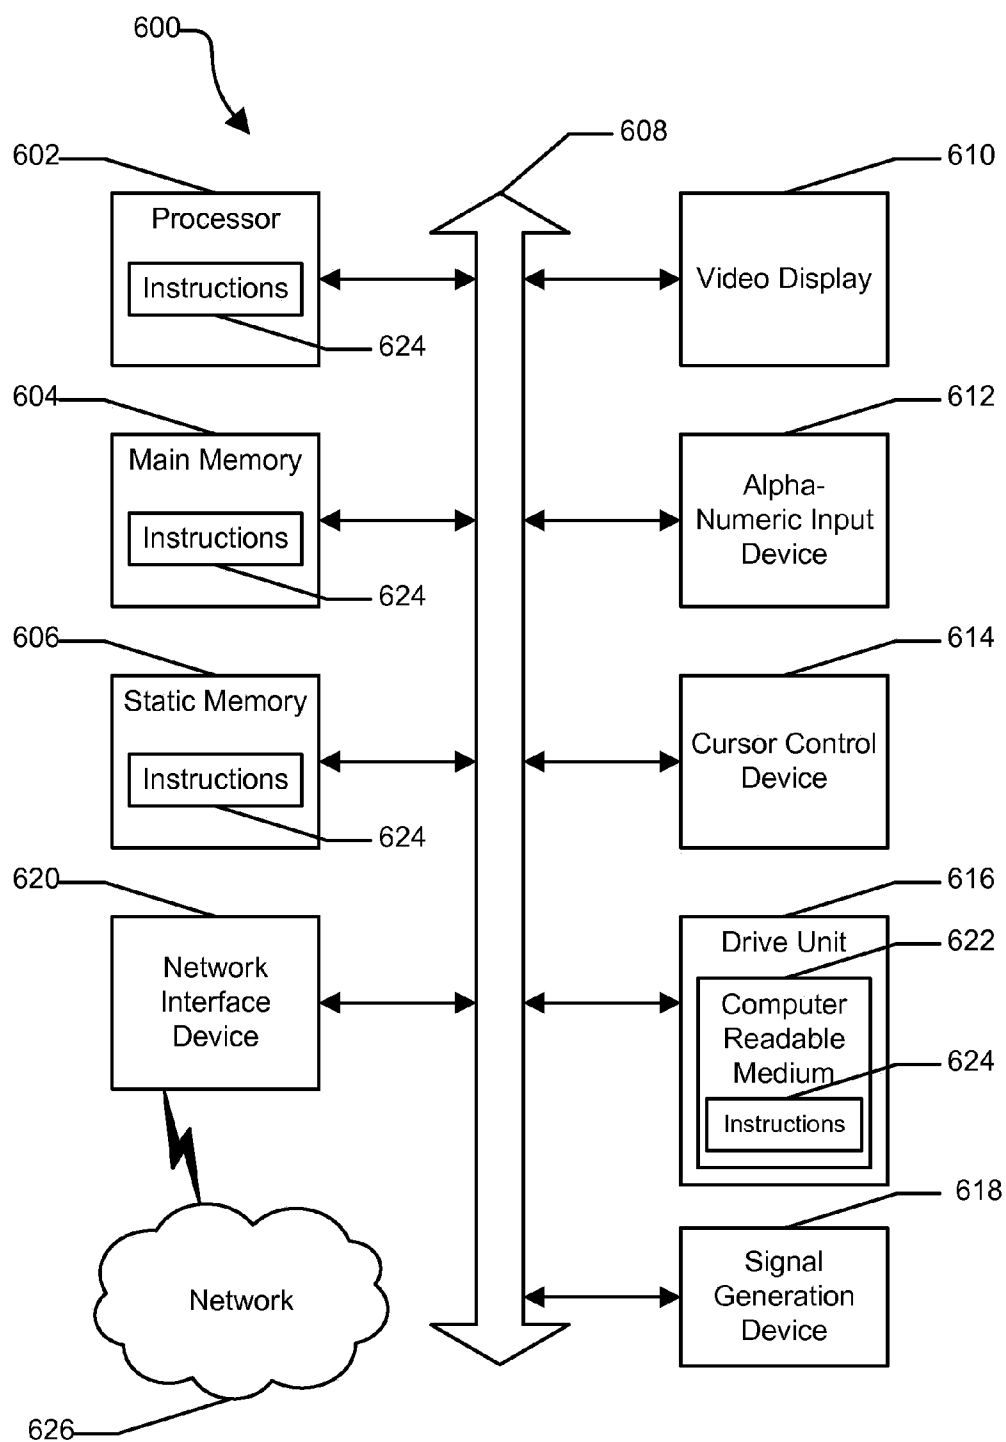 600
608
602
610
Processor
Instructions
624
Video Display
604
612
Main Memory
Instructions
624
Alpha-
Numeric Input
Device
606
614
Static Memory
Instructions
624
Cursor Control
Device
620
616
Network
Interface
Device
Drive Unit
622
Computer
Readable
Medium
624
Instructions
618
Network
Signal
Generation
Device
626